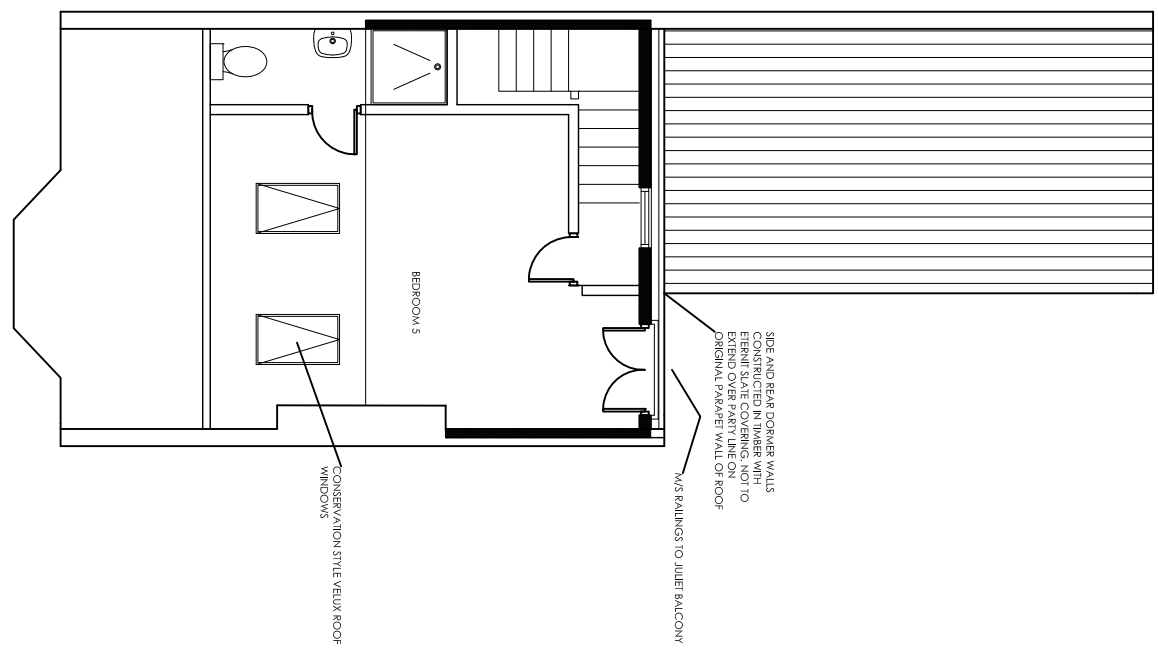 BEDROOM 5
SIDE AND REAR DORMER WALLS
CONSTRUCTED IN TIMBER WITH
ETERNIT SLATE COVERING. NOT TO
EXTEND OVER PARTY LINE ON
ORIGINAL PARAPET WALL OF ROOF
M/S RAILINGS TO JULIET BALCONY
CONSERVATION STYLE VELUX ROOF
WINDOWS